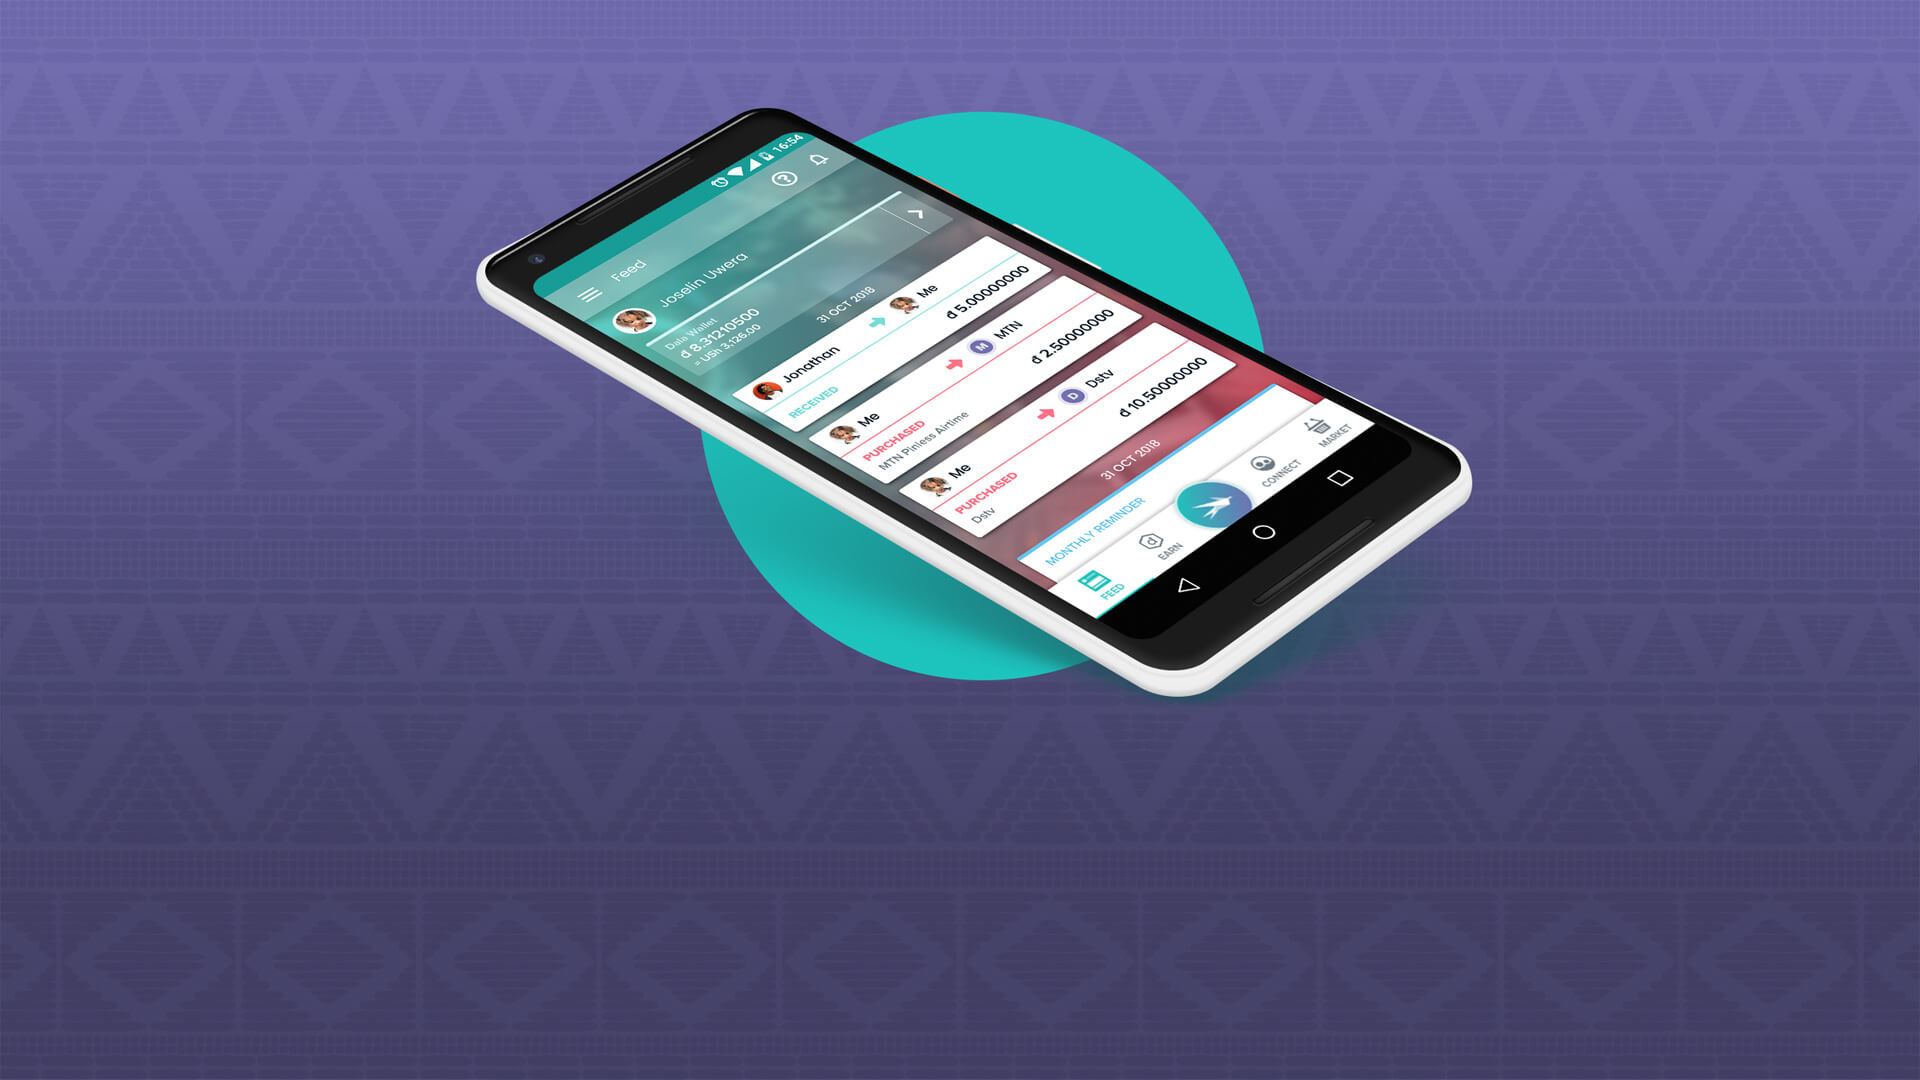 16:54
Feed
Joselin Uwera
Dala Wallet
đ 8.31210500
= USh 3,126.00
31 OCT 2018
Jonathan
Me
RECEIVED
đ 5.00000000
Me
M
MTN
PURCHASED
đ 2.50000000
MTN Pinless Airtime
Me
D
Dstv
PURCHASED
đ 10.50000000
Dstv
31 OCT 2018
MONTHLY REMINDER
FEED
EARN
CONNECT
MARKET